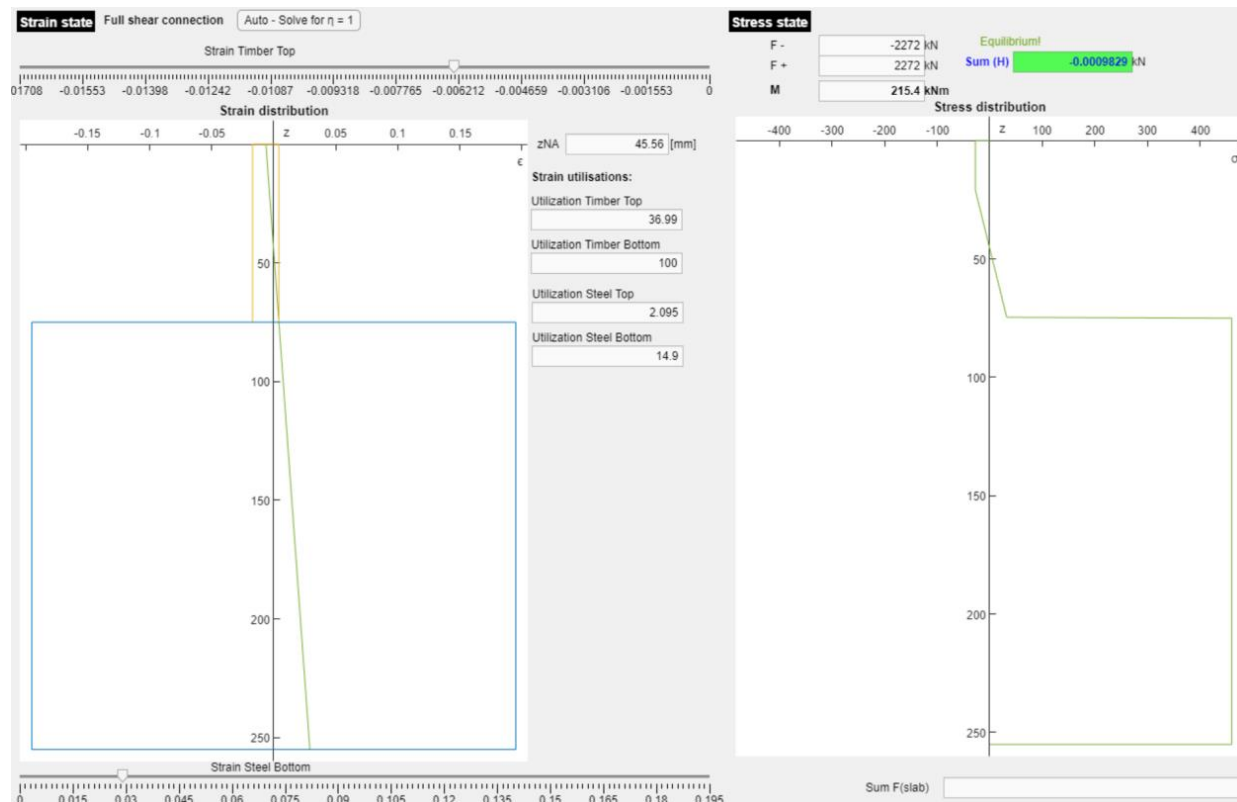 Strain state Full shear connection Auto - Solve for η = 1
Strain Timber Top
01708 -0.01553 -0.01398 -0.01242 -0.01087 -0.009318 -0.007765 -0.006212 -0.004659 -0.003106 -0.001553 0
Strain distribution
-0.15 -0.1 -0.05 z 0.05 0.1 0.15
ε
50
100
150
200
250
zNA 45.56 [mm]
Strain utilisations:
Utilization Timber Top
36.99
Utilization Timber Bottom
100
Utilization Steel Top
2.095
Utilization Steel Bottom
14.9
Strain Steel Bottom
0 0.015 0.03 0.045 0.06 0.075 0.09 0.105 0.12 0.135 0.15 0.165 0.18 0.195
Stress state
F - -2272 kN
F + 2272 kN
M 215.4 kNm
Equilibrium!
Sum (H) -0.0009829 kN
Stress distribution
-400 -300 -200 -100 z 100 200 300 400
σ
50
100
150
200
250
Sum F(slab)